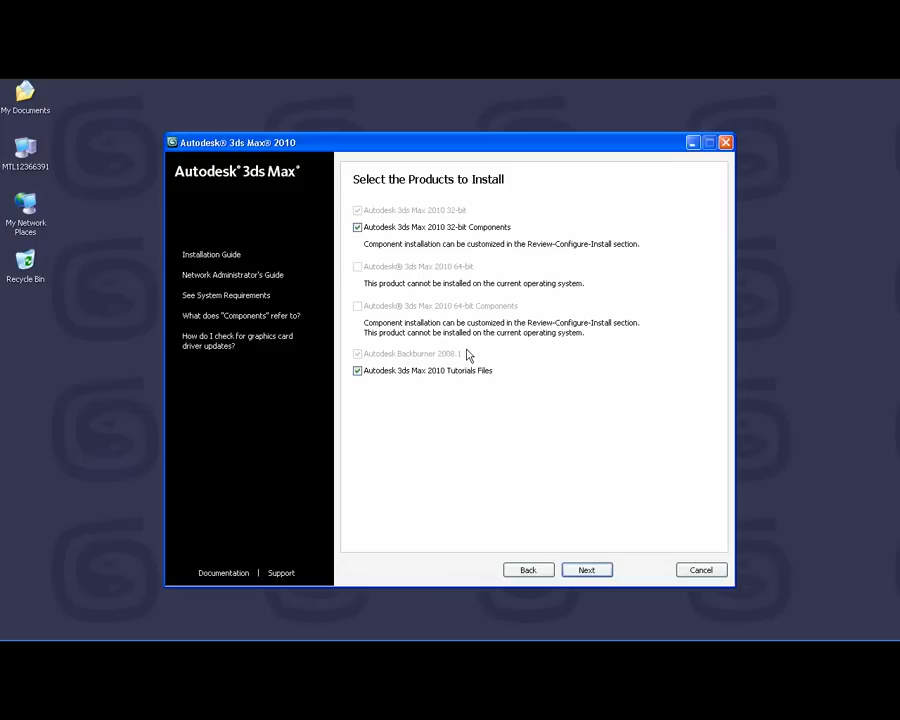 My Documents
MTL12366391
My Network
Places
Recycle Bin
Autodesk® 3ds Max® 2010
Autodesk® 3ds Max®
Installation Guide
Network Administrator's Guide
See System Requirements
What does "Components" refer to?
How do I check for graphics card
driver updates?
Documentation | Support
Select the Products to Install
Autodesk 3ds Max 2010 32-bit
Autodesk 3ds Max 2010 32-bit Components
Component installation can be customized in the Review-Configure-Install section.
Autodesk® 3ds Max 2010 64-bit
This product cannot be installed on the current operating system.
Autodesk® 3ds Max 2010 64-bit Components
Component installation can be customized in the Review-Configure-Install section.
This product cannot be installed on the current operating system.
Autodesk Backburner 2008.1
Autodesk 3ds Max 2010 Tutorials Files
Back
Next
Cancel